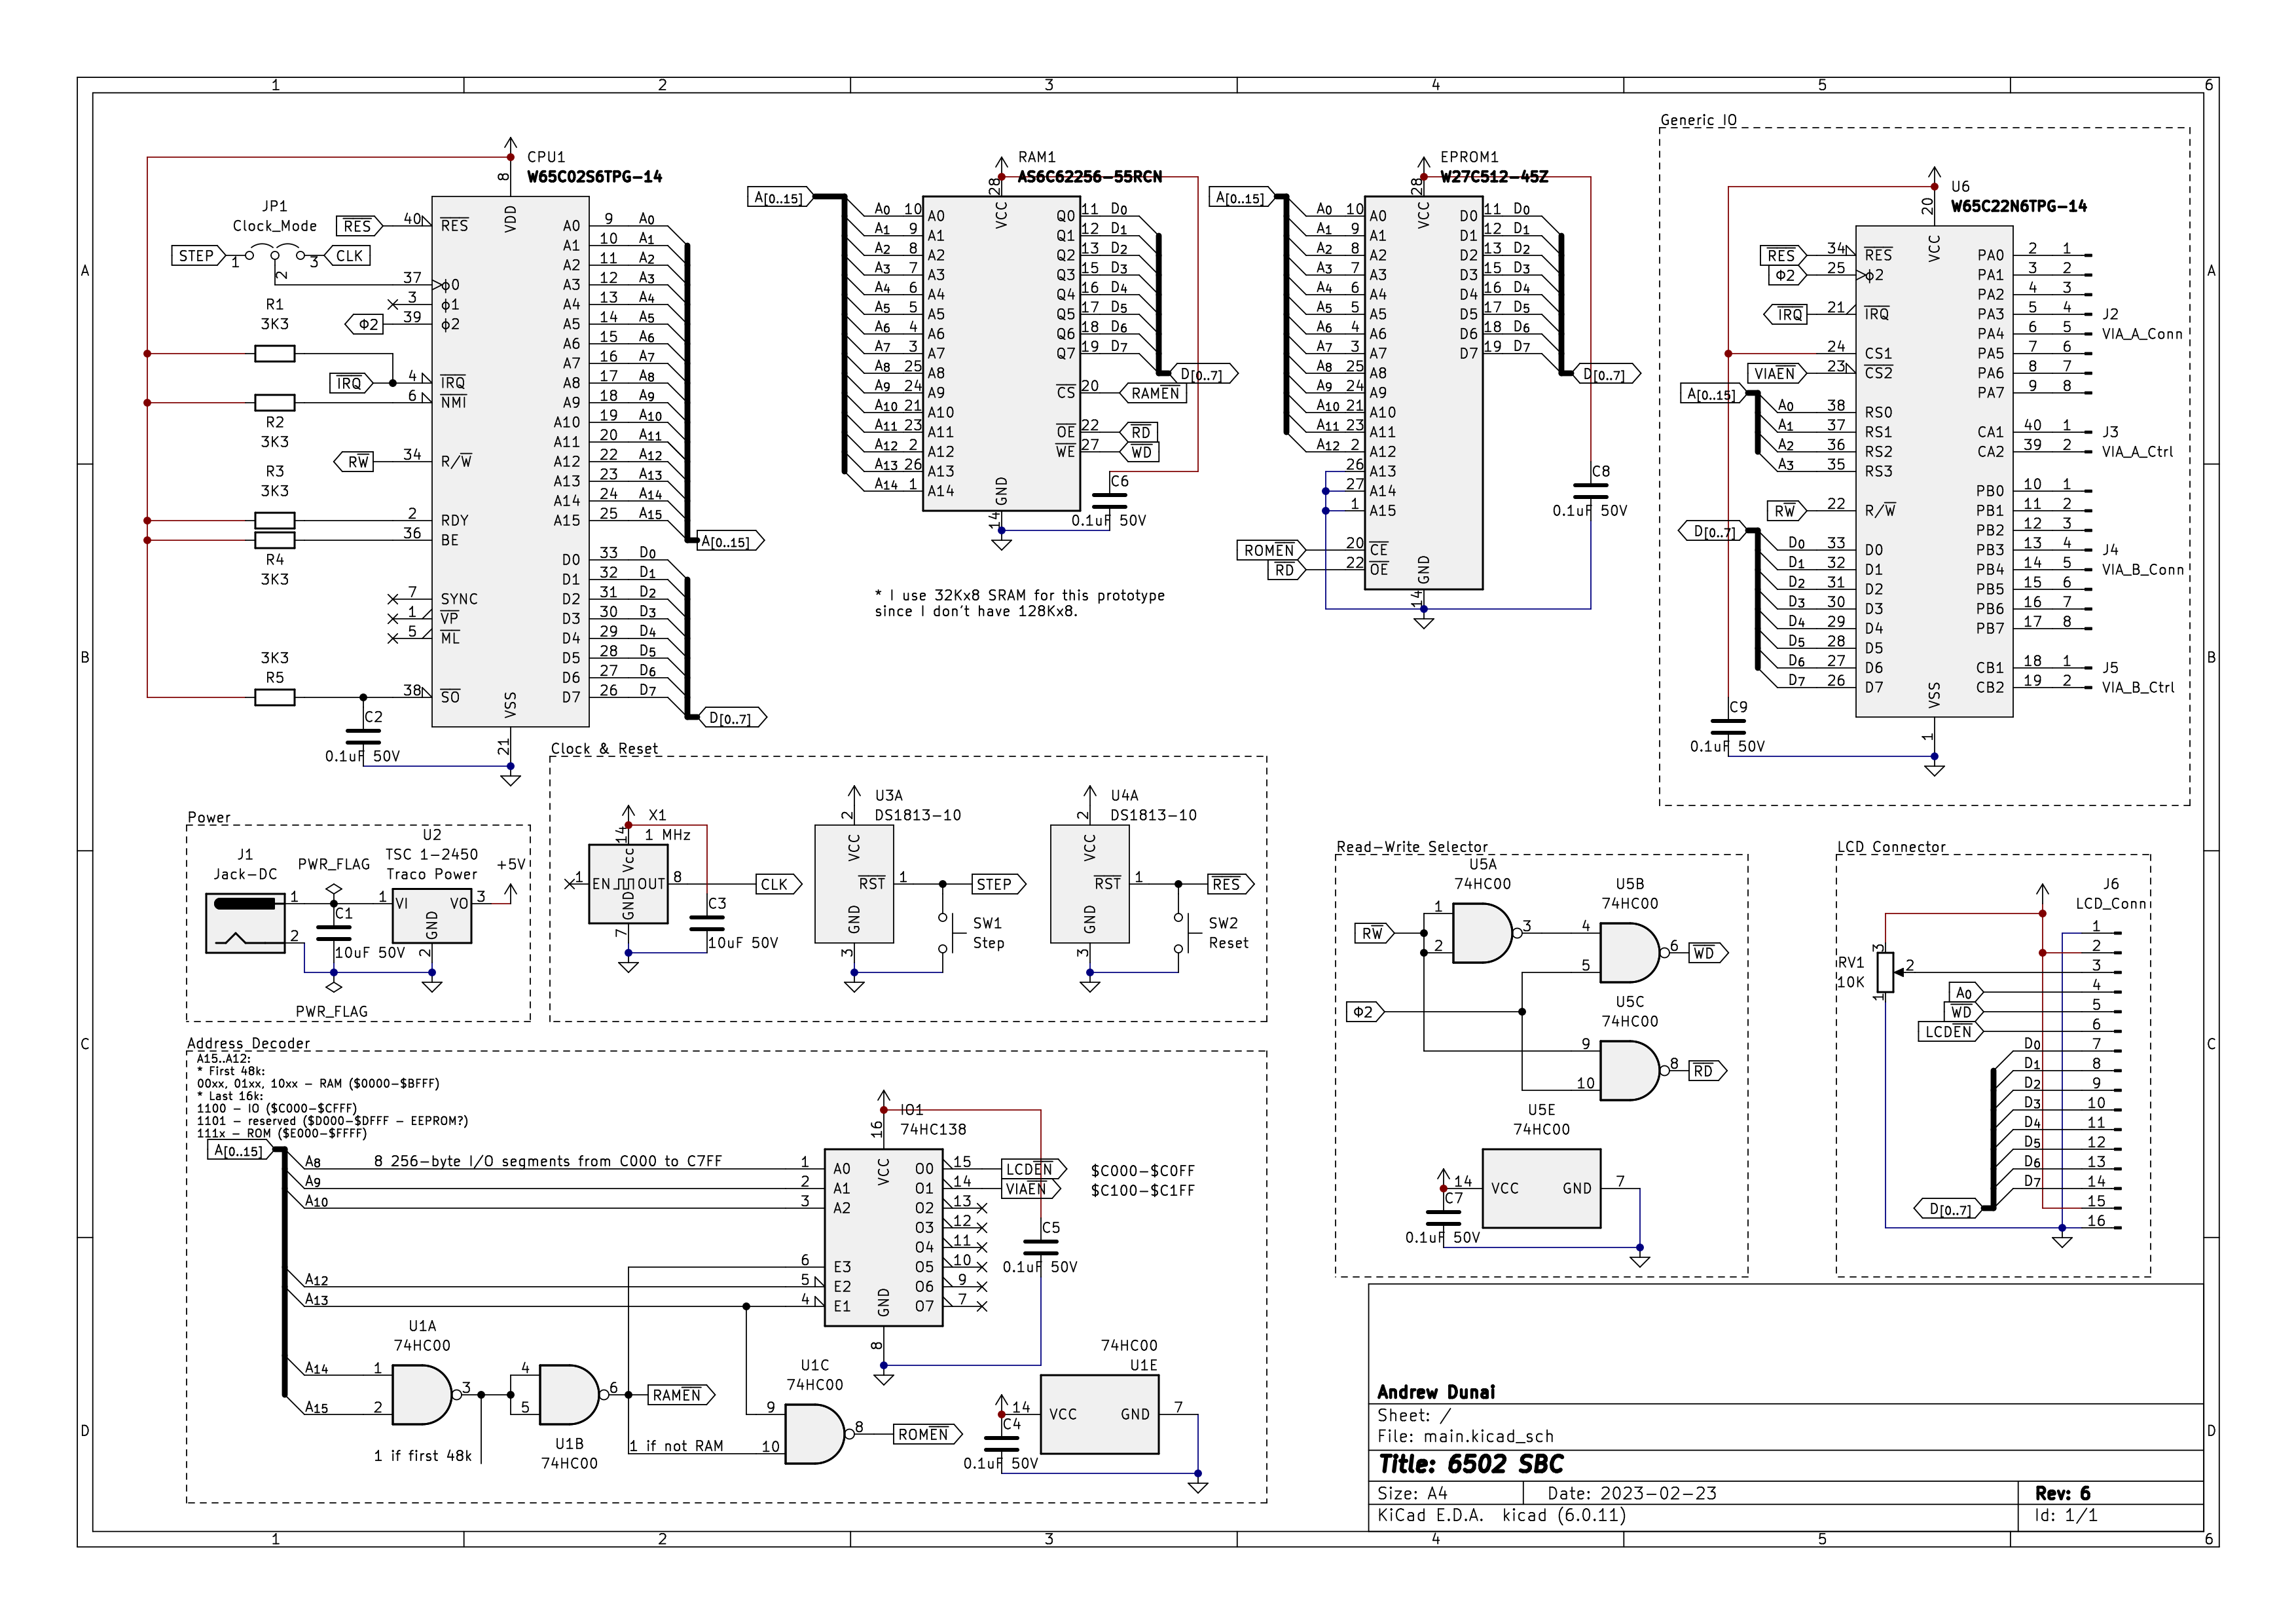 1 2 3 4 5 6
A
B
C
D
CPU1
W65C02S6TPG-14
JP1
Clock_Mode
STEP 1 2 3 CLK
RES 40 RES
VDD 8
37 ϕ0
3 ϕ1
Φ2 39 ϕ2
R1
3K3
IRQ 4 IRQ
6 NMI
R2
3K3
RW 34 R/W
R3
3K3
2 RDY
36 BE
R4
3K3
7 SYNC
1 VP
5 ML
3K3
R5
38 SO
C2
0.1uF 50V
VSS 21
A0 9 A0
A1 10 A1
A2 11 A2
A3 12 A3
A4 13 A4
A5 14 A5
A6 15 A6
A7 16 A7
A8 17 A8
A9 18 A9
A10 19 A10
A11 20 A11
A12 22 A12
A13 23 A13
A14 24 A14
A15 25 A15
A[0..15]
D0 33 D0
D1 32 D1
D2 31 D2
D3 30 D3
D4 29 D4
D5 28 D5
D6 27 D6
D7 26 D7
D[0..7]
RAM1
AS6C62256-55RCN
A[0..15]
VCC 28
A0 10 A0
A1 9 A1
A2 8 A2
A3 7 A3
A4 6 A4
A5 5 A5
A6 4 A6
A7 3 A7
A8 25 A8
A9 24 A9
A10 21 A10
A11 23 A11
A12 2 A12
A13 26 A13
A14 1 A14
Q0 11 D0
Q1 12 D1
Q2 13 D2
Q3 15 D3
Q4 16 D4
Q5 17 D5
Q6 18 D6
Q7 19 D7
D[0..7]
CS 20 RAMEN
OE 22 RD
WE 27 WD
GND 14
C6
0.1uF 50V
* I use 32Kx8 SRAM for this prototype
since I don't have 128Kx8.
EPROM1
W27C512-45Z
A[0..15]
VCC 28
A0 10 A0
A1 9 A1
A2 8 A2
A3 7 A3
A4 6 A4
A5 5 A5
A6 4 A6
A7 3 A7
A8 25 A8
A9 24 A9
A10 21 A10
A11 23 A11
A12 2 A12
26 A13
27 A14
1 A15
ROMEN 20 CE
RD 22 OE
D0 11 D0
D1 12 D1
D2 13 D2
D3 15 D3
D4 16 D4
D5 17 D5
D6 18 D6
D7 19 D7
D[0..7]
GND 14
C8
0.1uF 50V
Generic IO
U6
W65C22N6TPG-14
VCC 20
RES 34 RES
Φ2 25 ϕ2
IRQ 21 IRQ
24 CS1
VIAEN 23 CS2
A[0..15]
A0 38 RS0
A1 37 RS1
A2 36 RS2
A3 35 RS3
RW 22 R/W
D[0..7]
D0 33 D0
D1 32 D1
D2 31 D2
D3 30 D3
D4 29 D4
D5 28 D5
D6 27 D6
D7 26 D7
C9
0.1uF 50V
VSS 1
PA0 2 1
PA1 3 2
PA2 4 3
PA3 5 4
PA4 6 5
PA5 7 6
PA6 8 7
PA7 9 8
J2
VIA_A_Conn
CA1 40 1
CA2 39 2
J3
VIA_A_Ctrl
PB0 10 1
PB1 11 2
PB2 12 3
PB3 13 4
PB4 14 5
PB5 15 6
PB6 16 7
PB7 17 8
J4
VIA_B_Conn
CB1 18 1
CB2 19 2
J5
VIA_B_Ctrl
Power
J1
Jack-DC
1
2
PWR_FLAG
C1
10uF 50V
PWR_FLAG
U2
TSC 1-2450
Traco Power
1 VI VO 3
GND 2
+5V
Clock & Reset
X1
1 MHz
14 Vcc
1 EN OUT 8
GND 7
CLK
C3
10uF 50V
U3A
DS1813-10
2 VCC
RST 1
GND 3
STEP
SW1
Step
U4A
DS1813-10
2 VCC
RST 1
GND 3
RES
SW2
Reset
Read-Write Selector
U5A
74HC00
RW 1 2 3
U5B
74HC00
4 5 6 WD
Φ2
U5C
74HC00
9 10 8 RD
U5E
74HC00
14 VCC GND 7
C7
0.1uF 50V
LCD Connector
J6
LCD_Conn
RV1
10K
3 2 1
1
2
3
A0 4
WD 5
LCDEN 6
D0 7
D1 8
D2 9
D3 10
D4 11
D5 12
D6 13
D7 14
15
16
D[0..7]
Address Decoder
A15..A12:
* First 48k:
00xx, 01xx, 10xx - RAM ($0000-$BFFF)
* Last 16k:
1100 - IO ($C000-$CFFF)
1101 - reserved ($D000-$DFFF - EEPROM?)
111x - ROM ($E000-$FFFF)
A[0..15]
A8 8 256-byte I/O segments from C000 to C7FF 1 A0
A9 2 A1
A10 3 A2
6 E3
A12 5 E2
A13 4 E1
IO1
74HC138
16 VCC
GND 8
O0 15 LCDEN $C000-$C0FF
O1 14 VIAEN $C100-$C1FF
O2 13
O3 12
O4 11
O5 10
O6 9
O7 7
C5
0.1uF 50V
U1A
74HC00
A14 1
A15 2
3
1 if first 48k
4 5 6
U1B
74HC00
RAMEN
1 if not RAM
U1C
74HC00
9 10 8 ROMEN
74HC00
U1E
14 VCC GND 7
C4
0.1uF 50V
Andrew Dunai
Sheet: /
File: main.kicad_sch
Title: 6502 SBC
Size: A4 Date: 2023-02-23 Rev: 6
KiCad E.D.A. kicad (6.0.11) Id: 1/1
1 2 3 4 5 6
A
B
C
D